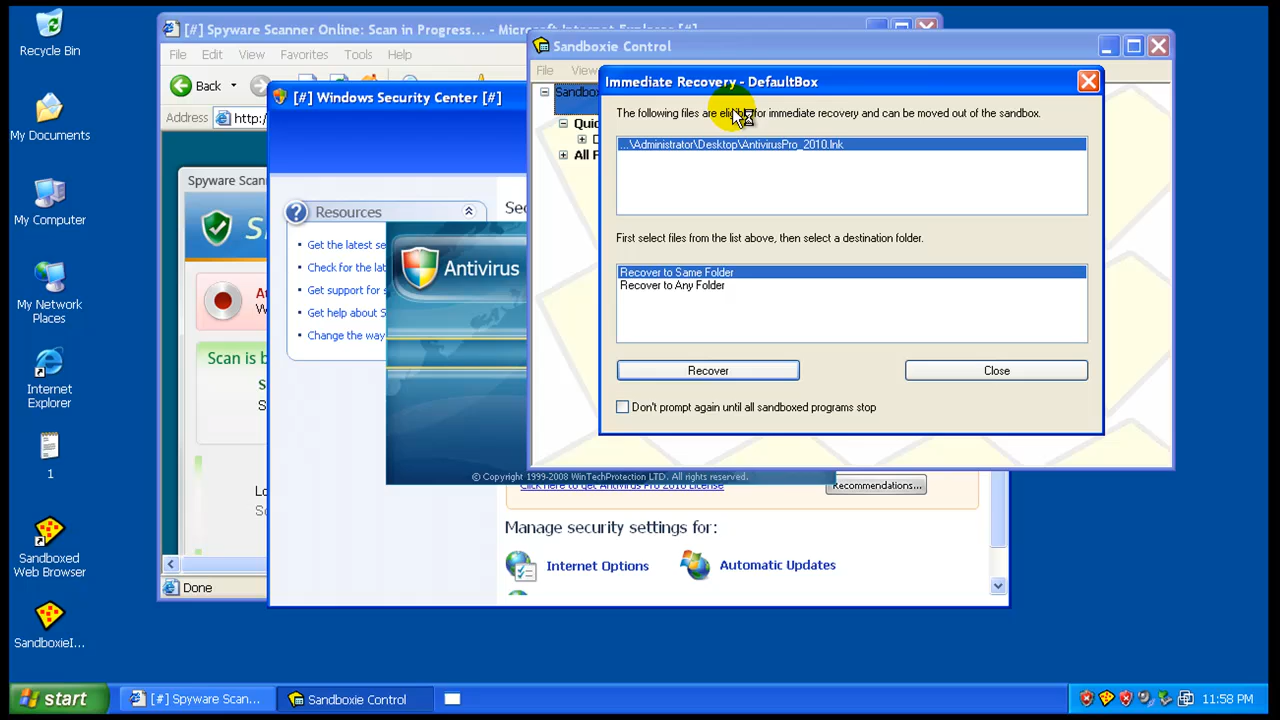 Recycle Bin
My Documents
My Computer
My Network
Places
Internet
Explorer
1
Sandboxed
Web Browser
SandboxieI...
[#] Spyware Scanner Online: Scan in Progress... - Microsoft Internet Explorer [#]
File Edit View Favorites Tools Help
Back
Address http:/
Spyware Scan
Scan is b
Lo
Done
[#] Windows Security Center [#]
Resources
Get the latest se
Check for the lat
Get support for
Get help about S
Change the way
Sec
Antivirus
© Copyright 1999-2008 WinTechProtection LTD. All rights reserved.
Click here to get Antivirus Pro 2010 License
Recommendations...
Manage security settings for:
Internet Options
Automatic Updates
Sandboxie Control
File View
Sandbo
Quic
All F
Immediate Recovery - DefaultBox
The following files are eligible for immediate recovery and can be moved out of the sandbox.
...\Administrator\Desktop\AntivirusPro_2010.lnk
First select files from the list above, then select a destination folder.
Recover to Same Folder
Recover to Any Folder
Recover
Close
Don't prompt again until all sandboxed programs stop
start
[#] Spyware Scan...
Sandboxie Control
11:58 PM